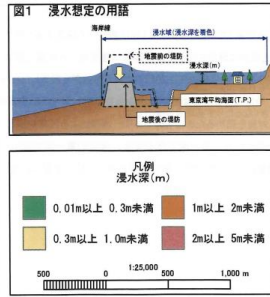 図1 浸水想定の用語
海岸線
浸水域(浸水深を着色)
地震前の堤防
浸水深(m)
東京湾平均海面(T.P.)
地震後の堤防
凡例
浸水深(m)
0.01m以上 0.3m未満
1m以上 2m未満
0.3m以上 1.0m未満
2m以上 5m未満
1:25,000
500 0 500 1,000 m